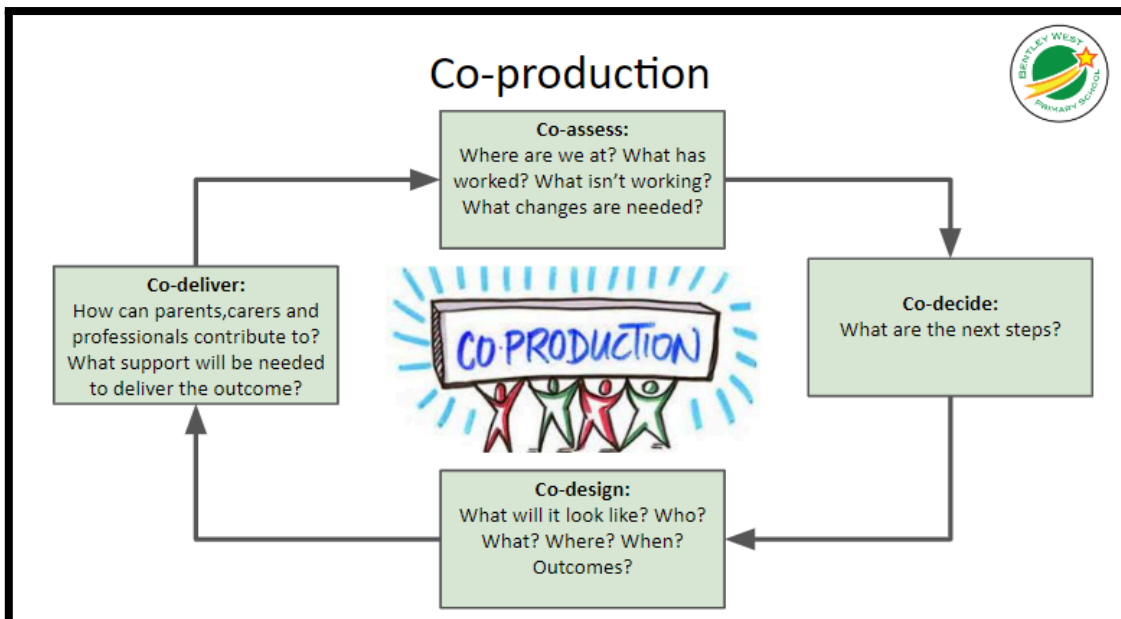 Co-production
BENTLEY WEST
PRIMARY SCHOOL
Co-assess:
Where are we at? What has
worked? What isn't working?
What changes are needed?
Co-decide:
What are the next steps?
Co-design:
What will it look like? Who?
What? Where? When?
Outcomes?
Co-deliver:
How can parents,carers and
professionals contribute to?
What support will be needed
to deliver the outcome?
CO·PRODUCTION